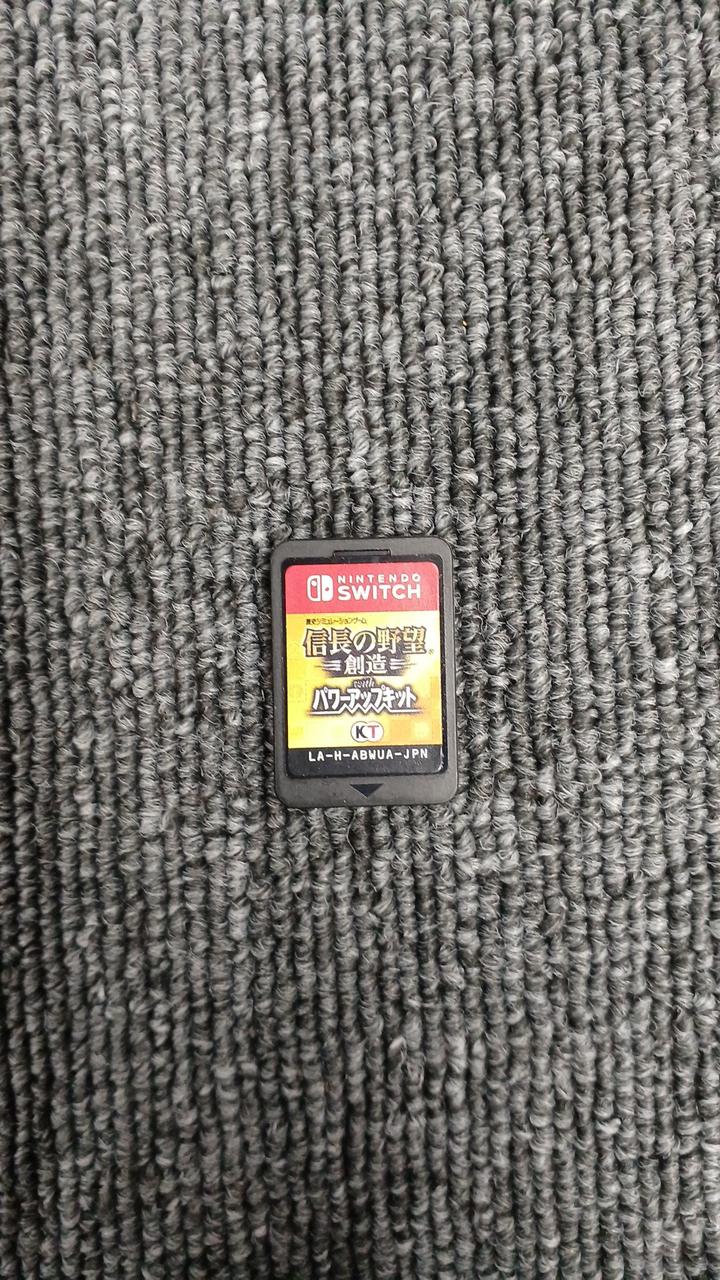 NINTENDO
SWITCH
歴史シミュレーションゲーム
信長の野望®
創造
with
パワーアップキット
KT
LA-H-ABWUA-JPN